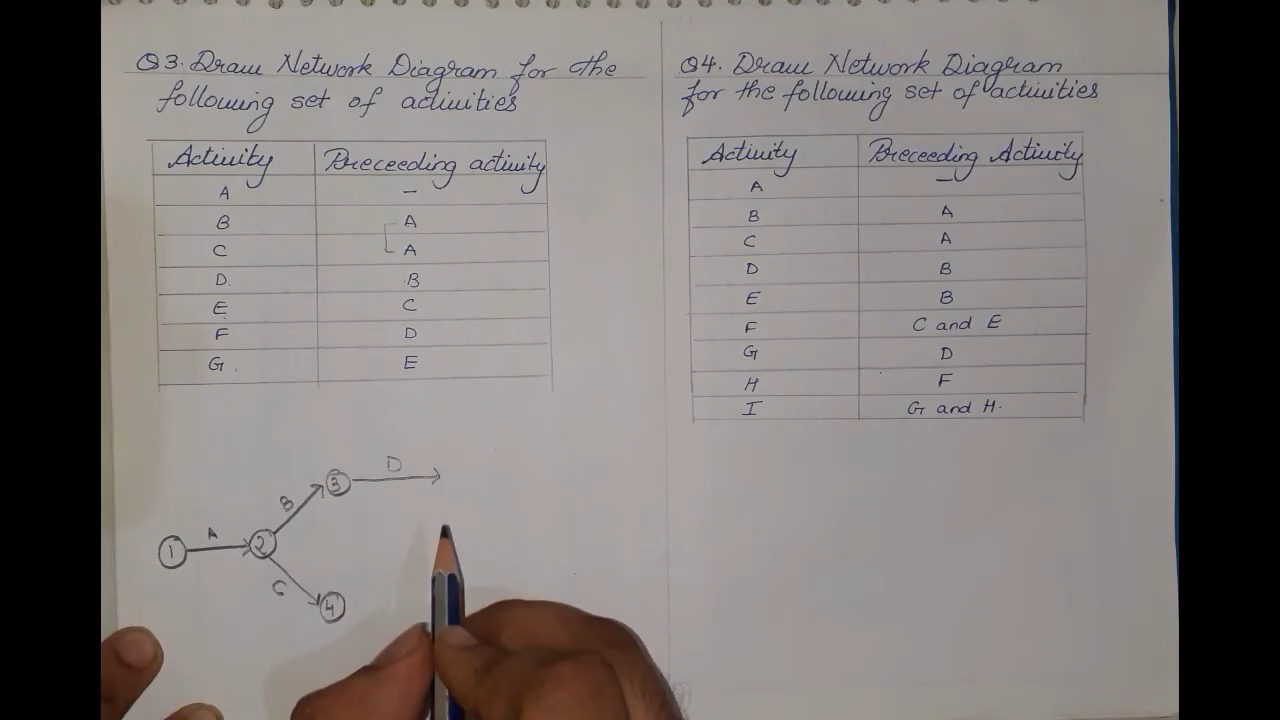 Q3. Draw Network Diagram for the
following set of activities
Activity Preceeding activity
A –
B A
C A
D. B
E C
F D
G. E
1 A 2 B 3 D
C 4
Q4. Draw Network Diagram
for the following set of activities
Activity Preceeding Activity
A –
B A
C A
D B
E B
F C and E
G D
H F
I G and H.